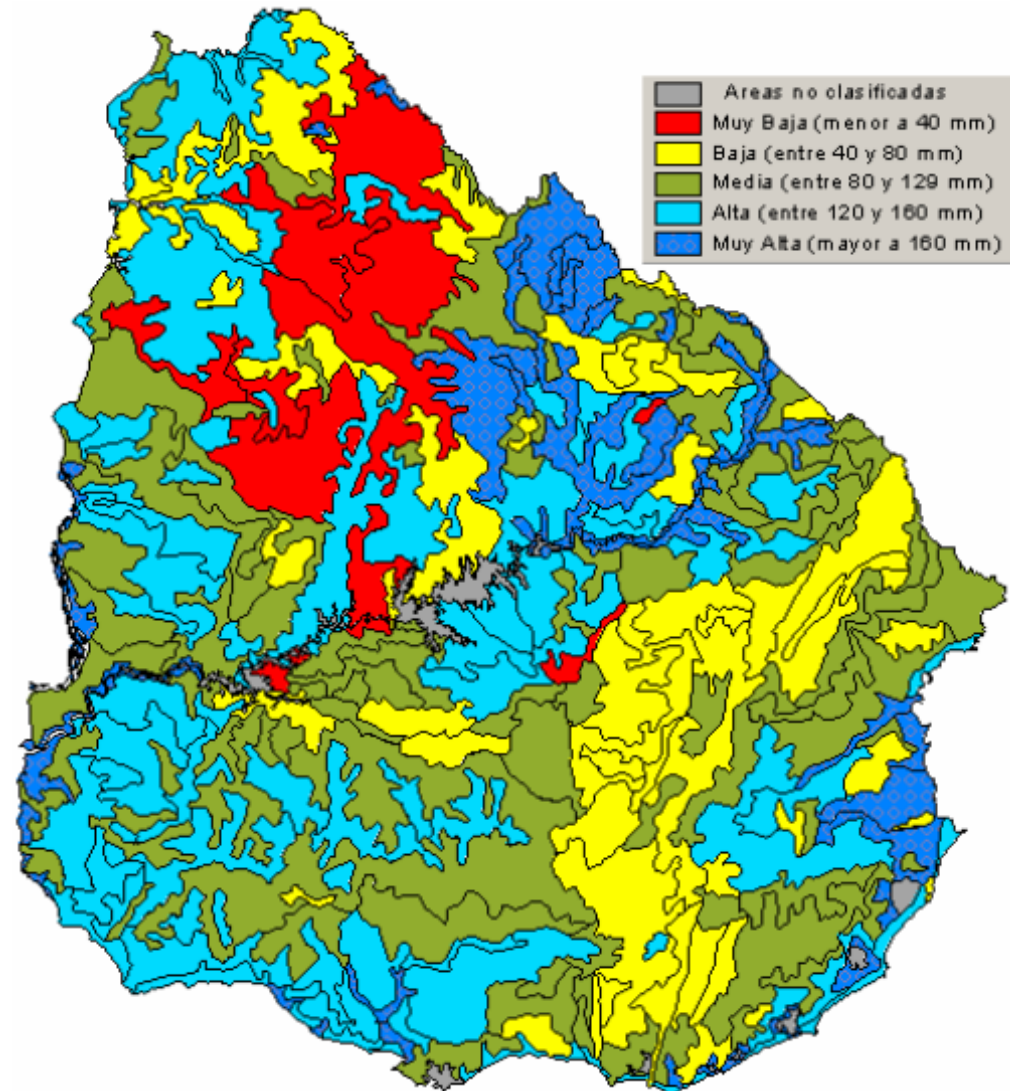 Areas no clasificadas
Muy Baja (menor a 40 mm)
Baja (entre 40 y 80 mm)
Media (entre 80 y 129 mm)
Alta (entre 120 y 160 mm)
Muy Alta (mayor a 160 mm)